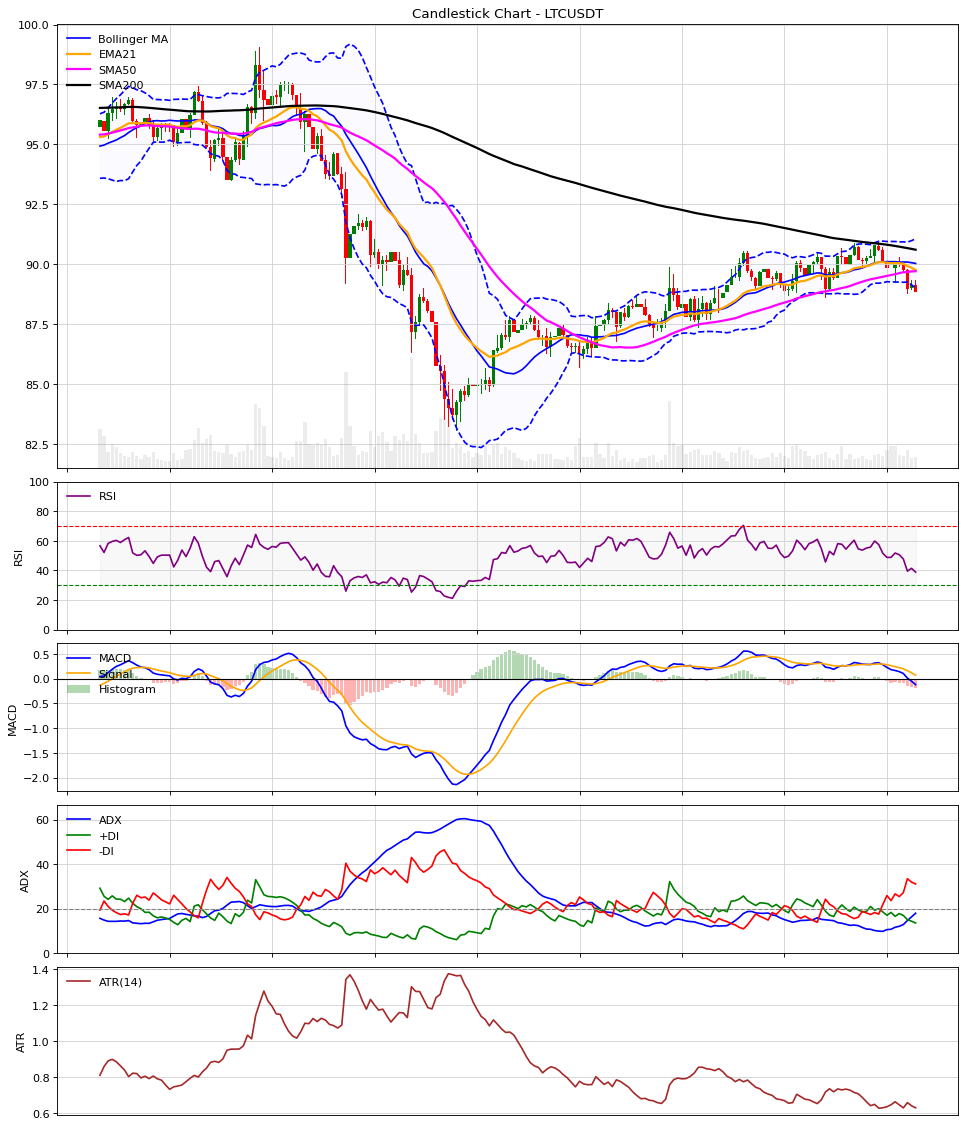 Candlestick Chart - LTCUSDT
100.0
97.5
95.0
92.5
90.0
87.5
85.0
82.5
Bollinger MA
EMA21
SMA50
SMA200
100
80
60
40
20
0
RSI
RSI
0.5
0.0
−0.5
−1.0
−1.5
−2.0
MACD
MACD
Signal
Histogram
60
40
20
0
ADX
ADX
+DI
-DI
1.4
1.2
1.0
0.8
0.6
ATR
ATR(14)